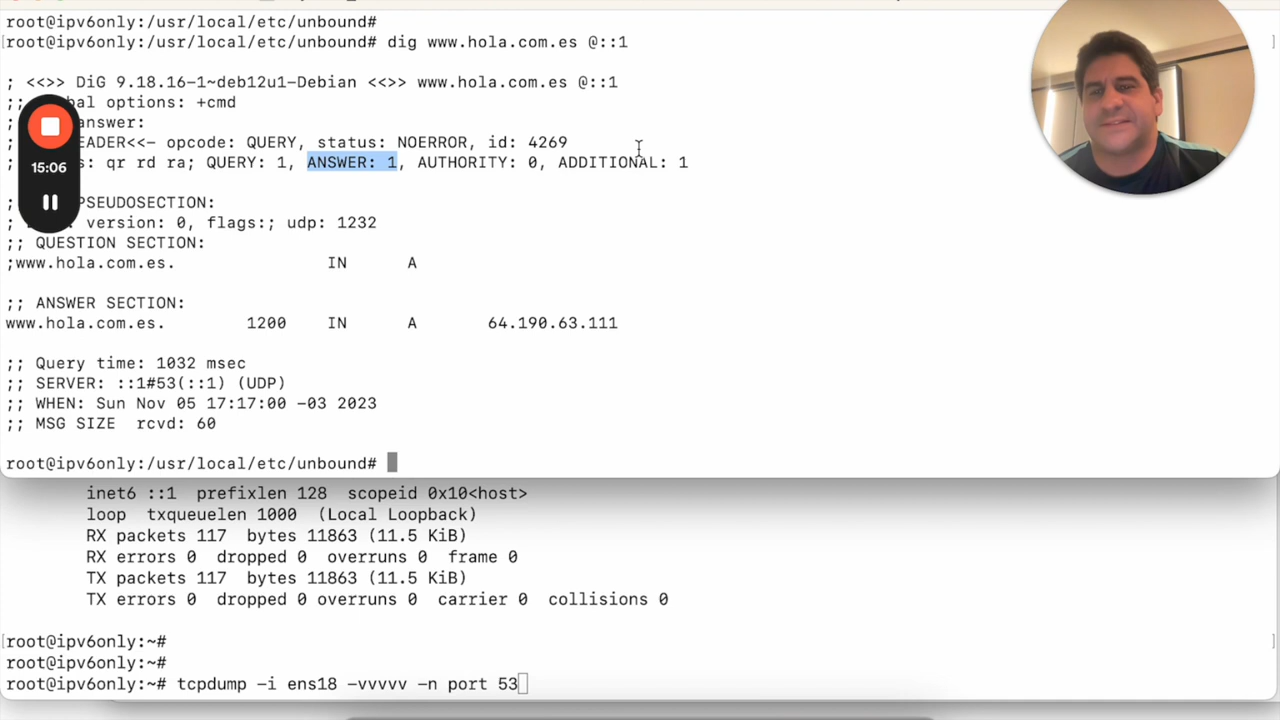 root@ipv6only:/usr/local/etc/unbound#
[root@ipv6only:/usr/local/etc/unbound# dig www.hola.com.es @::1 ]
; <<>> DiG 9.18.16-1~deb12u1-Debian <<>> www.hola.com.es @::1
;; bal options: +cmd
; answer:
; EADER<<- opcode: QUERY, status: NOERROR, id: 4269
; s: qr rd ra; QUERY: 1, ANSWER: 1, AUTHORITY: 0, ADDITIONAL: 1
15:06
; PSEUDOSECTION:
; version: 0, flags:; udp: 1232
;; QUESTION SECTION:
;www.hola.com.es. IN A
;; ANSWER SECTION:
www.hola.com.es. 1200 IN A 64.190.63.111
;; Query time: 1032 msec
;; SERVER: ::1#53(::1) (UDP)
;; WHEN: Sun Nov 05 17:17:00 -03 2023
;; MSG SIZE rcvd: 60
root@ipv6only:/usr/local/etc/unbound#
inet6 ::1 prefixlen 128 scopeid 0x10<host>
loop txqueuelen 1000 (Local Loopback)
RX packets 117 bytes 11863 (11.5 KiB)
RX errors 0 dropped 0 overruns 0 frame 0
TX packets 117 bytes 11863 (11.5 KiB)
TX errors 0 dropped 0 overruns 0 carrier 0 collisions 0
[root@ipv6only:~# ]
root@ipv6only:~#
root@ipv6only:~# tcpdump -i ens18 -vvvvv -n port 53